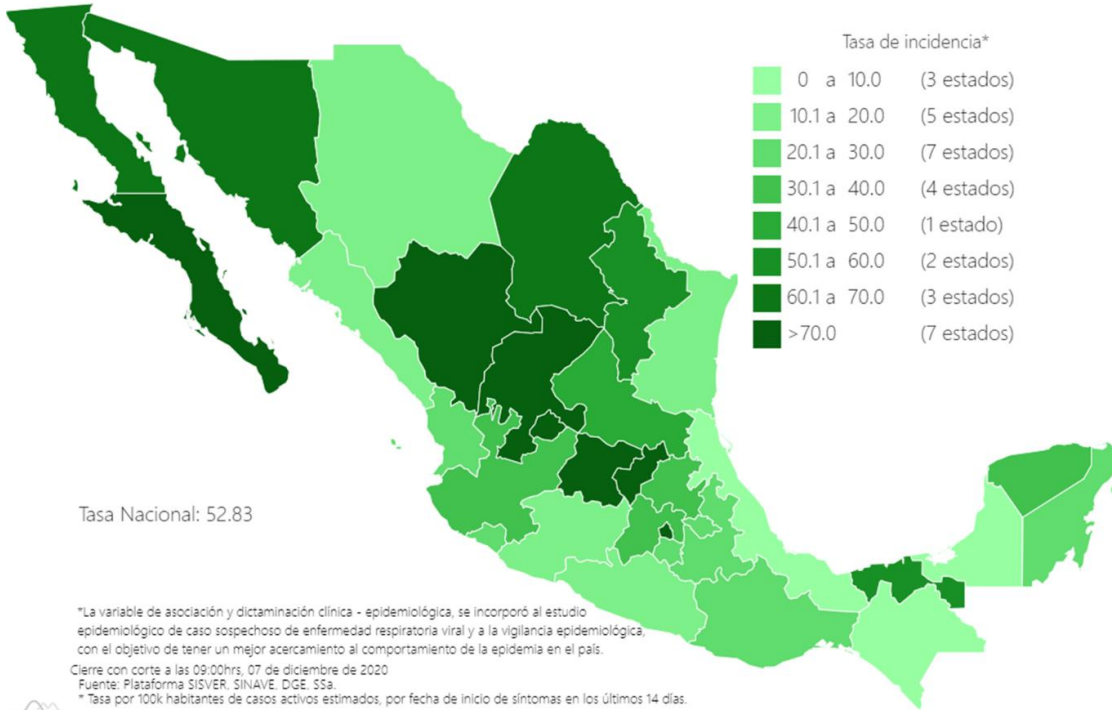 Tasa de incidencia*
0 a 10.0 (3 estados)
10.1 a 20.0 (5 estados)
20.1 a 30.0 (7 estados)
30.1 a 40.0 (4 estados)
40.1 a 50.0 (1 estado)
50.1 a 60.0 (2 estados)
60.1 a 70.0 (3 estados)
>70.0 (7 estados)
Tasa Nacional: 52.83
*La variable de asociación y dictaminación clínica - epidemiológica, se incorporó al estudio
epidemiológico de caso sospechoso de enfermedad respiratoria viral y a la vigilancia epidemiológica,
con el objetivo de tener un mejor acercamiento al comportamiento de la epidemia en el país.
Cierre con corte a las 09:00hrs, 07 de diciembre de 2020
Fuente: Plataforma SISVER, SINAVE, DGE, SSa.
* Tasa por 100k habitantes de casos activos estimados, por fecha de inicio de síntomas en los últimos 14 días.